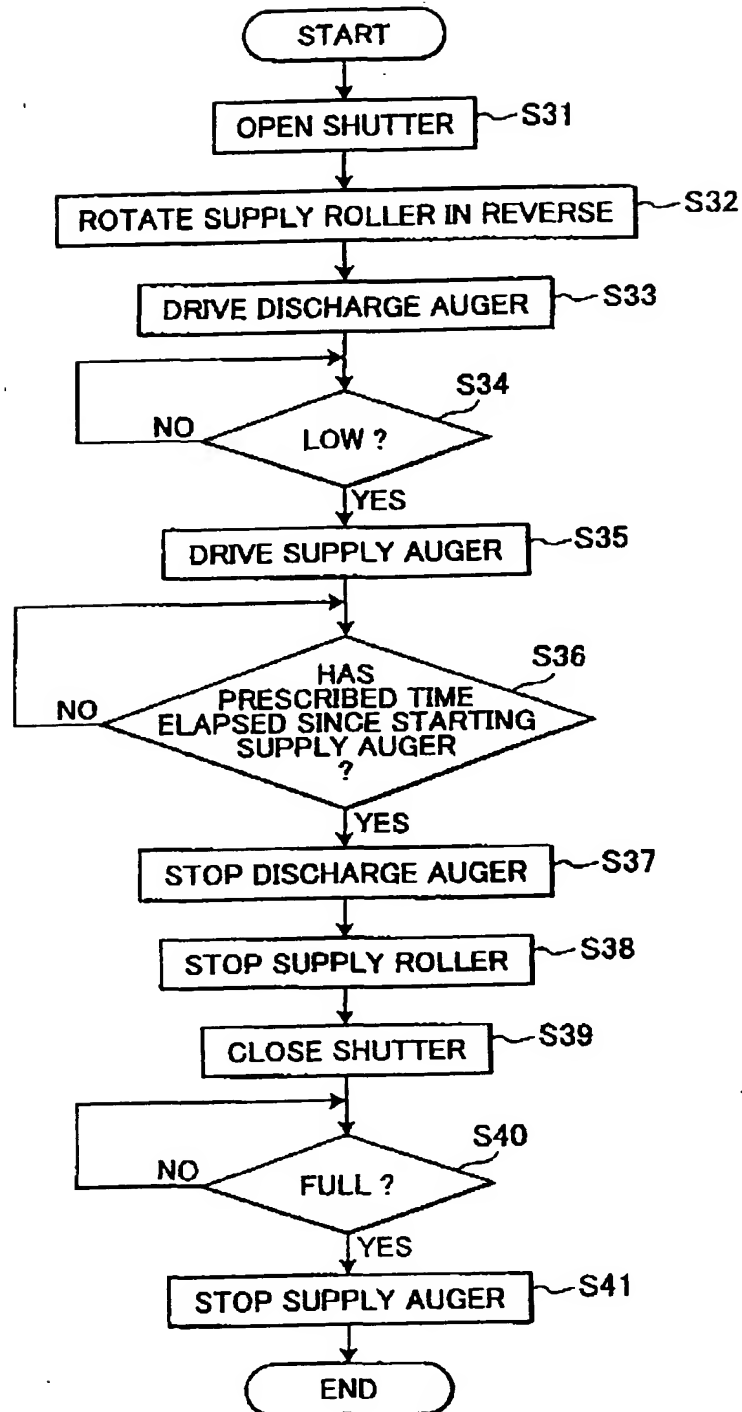 START
OPEN SHUTTER
S31
ROTATE SUPPLY ROLLER IN REVERSE
S32
DRIVE DISCHARGE AUGER
S33
S34
LOW ?
NO
YES
DRIVE SUPPLY AUGER
S35
S36
HAS
PRESCRIBED TIME
ELAPSED SINCE STARTING
SUPPLY AUGER
?
NO
YES
STOP DISCHARGE AUGER
S37
STOP SUPPLY ROLLER
S38
CLOSE SHUTTER
S39
S40
FULL ?
NO
YES
STOP SUPPLY AUGER
S41
END